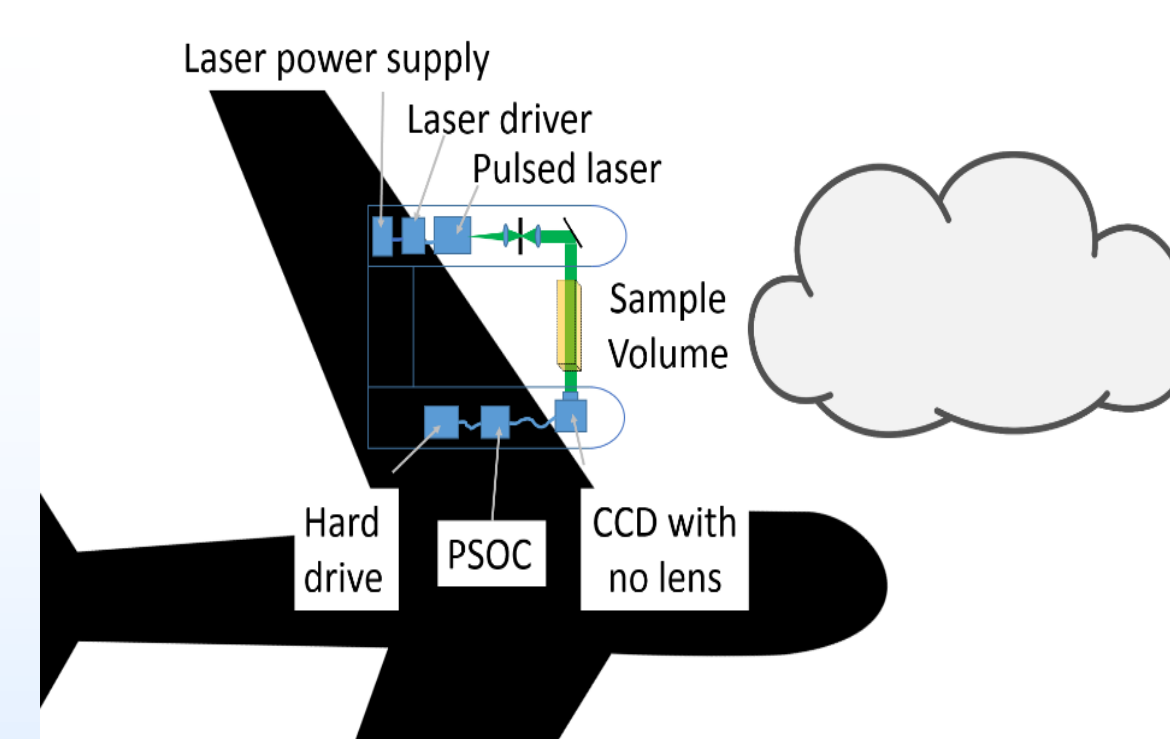 Laser power supply
Laser driver
Pulsed laser
Sample
Volume
Hard
drive
PSOC
CCD with
no lens